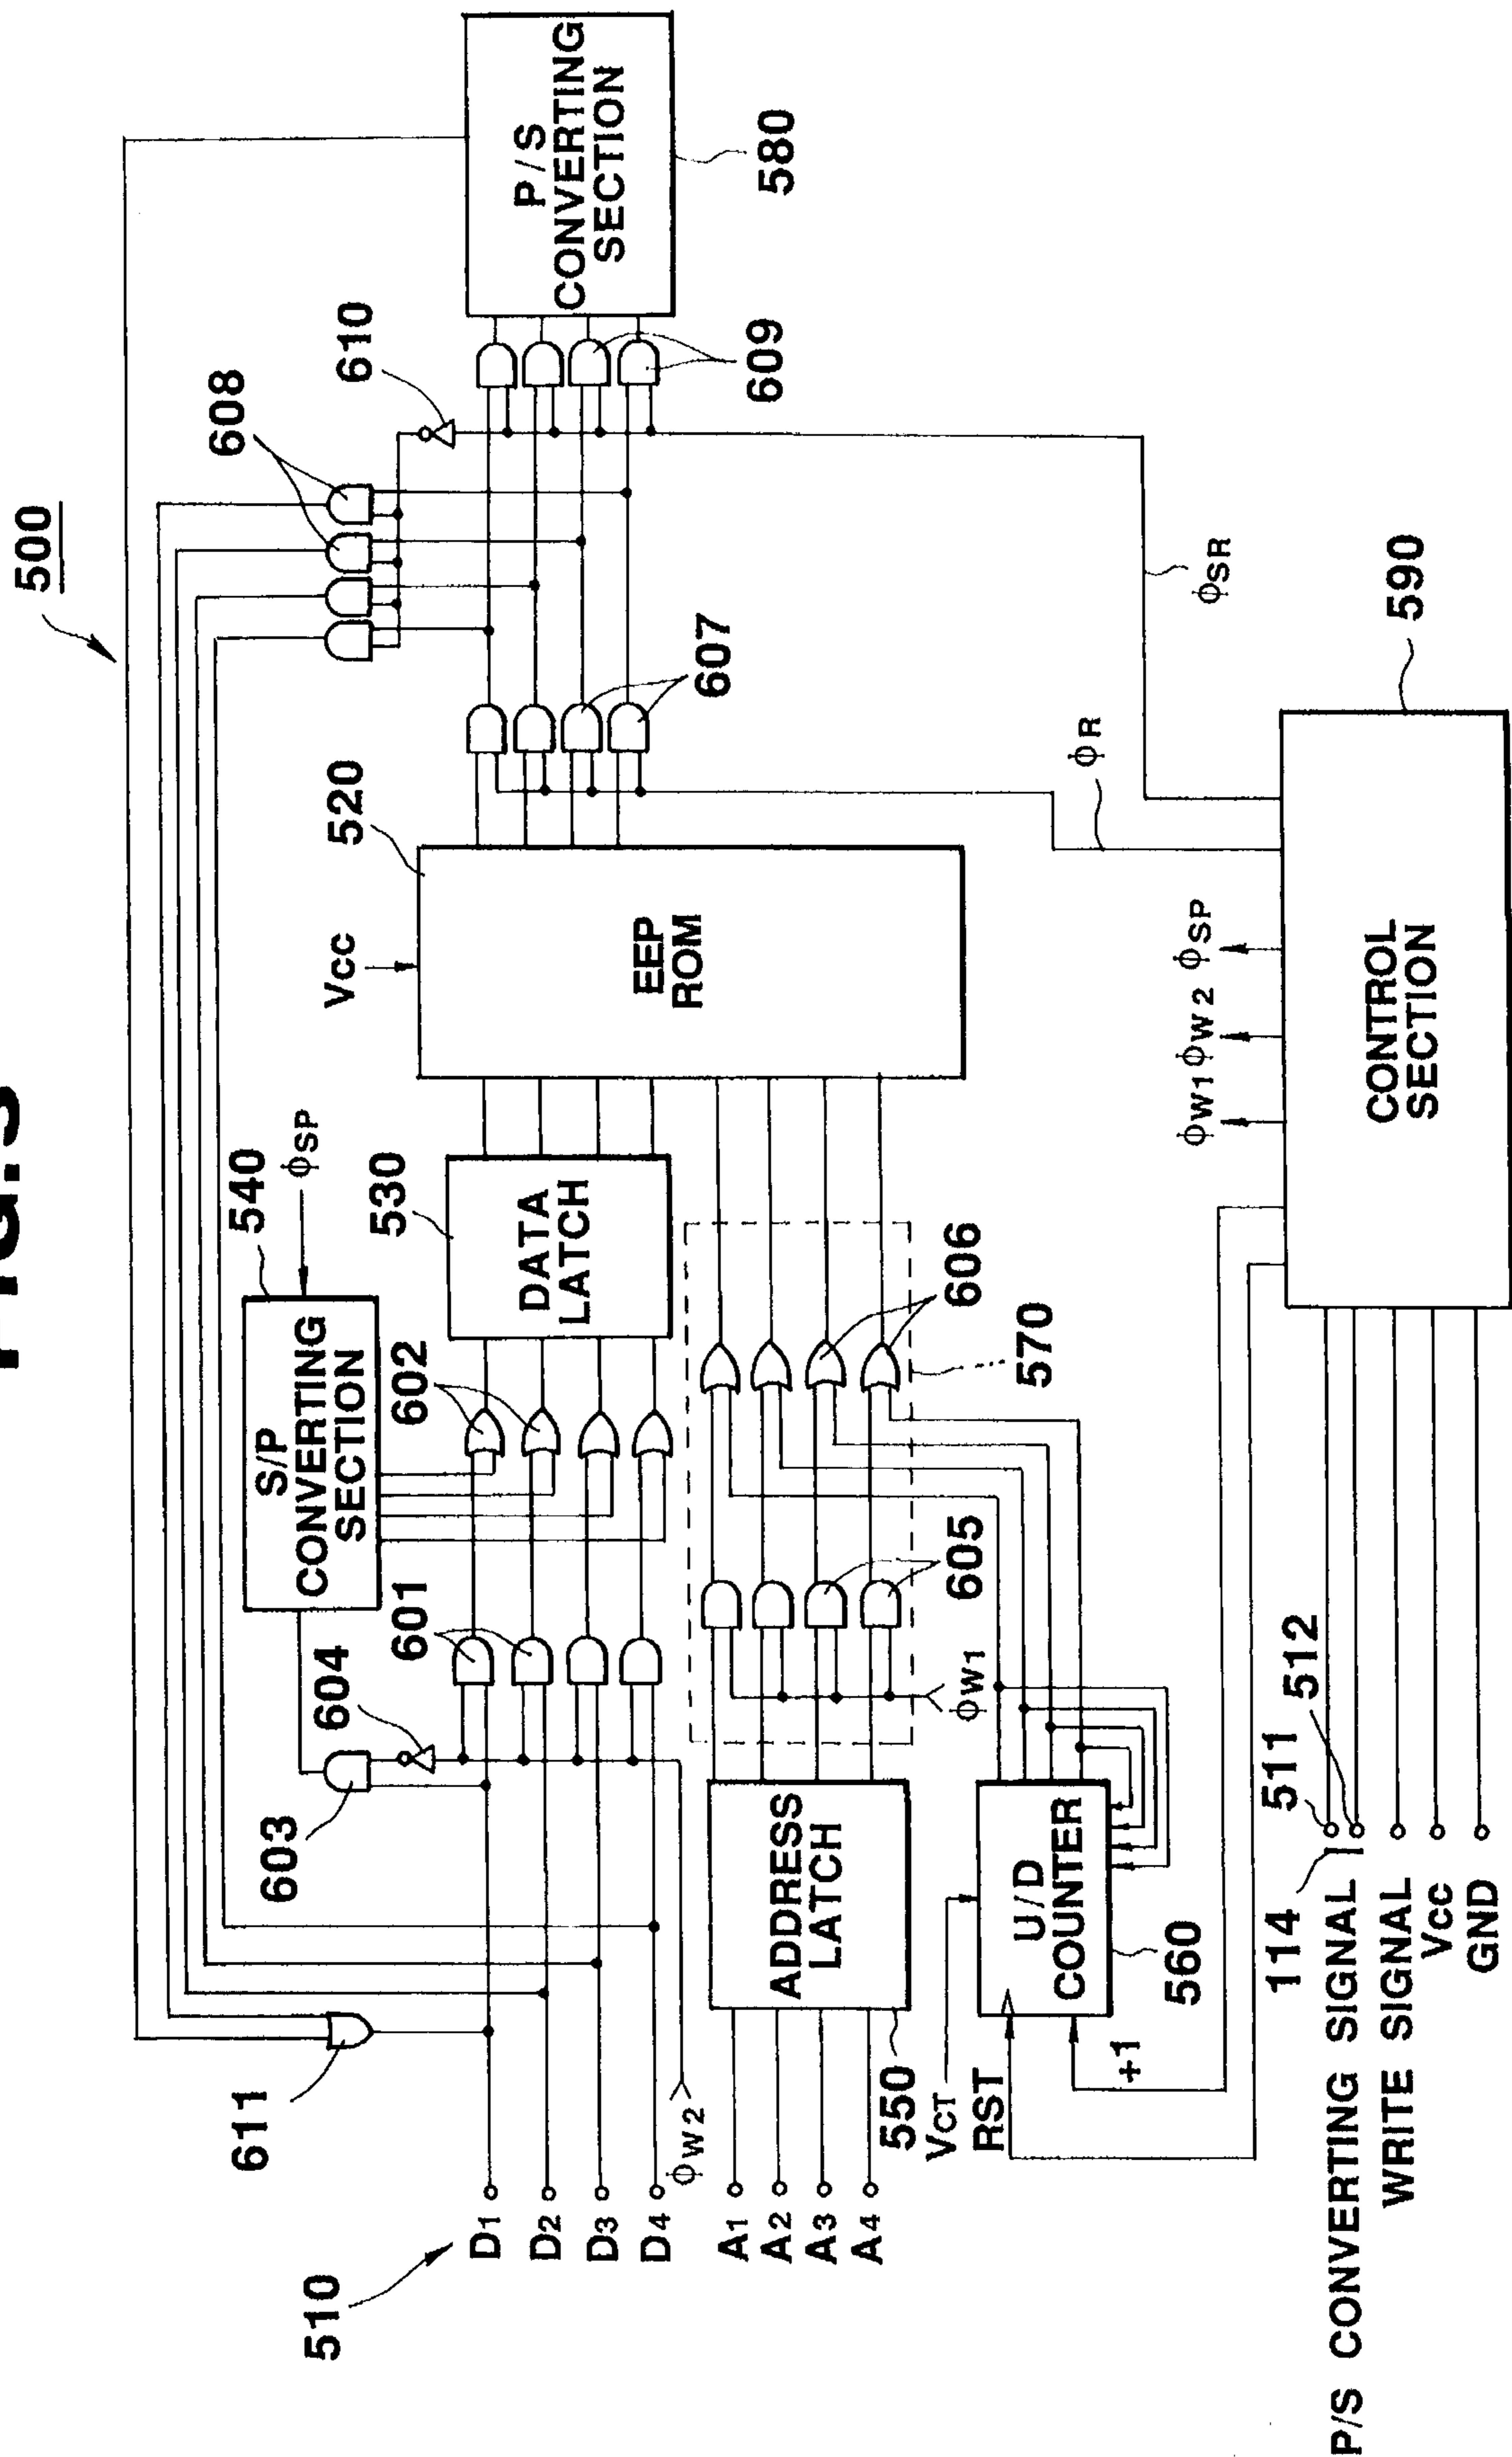 FIG.5
500
608
610
P/S
CONVERTING
SECTION
580
609
607
520
Vcc
EEP
ROM
540
ΦSP
S/P
CONVERTING
SECTION
530
DATA
LATCH
602
601
604
603
611
510
D1
D2
D3
D4
ΦW2
A1
A2
A3
A4
ADDRESS
LATCH
550
605
606
570
ΦW1
VCT
RST
+1
U/D
COUNTER
560
ΦW1
ΦW2
ΦSP
ΦR
ΦSR
590
CONTROL
SECTION
511
512
114
P/S CONVERTING SIGNAL
WRITE SIGNAL
Vcc
GND